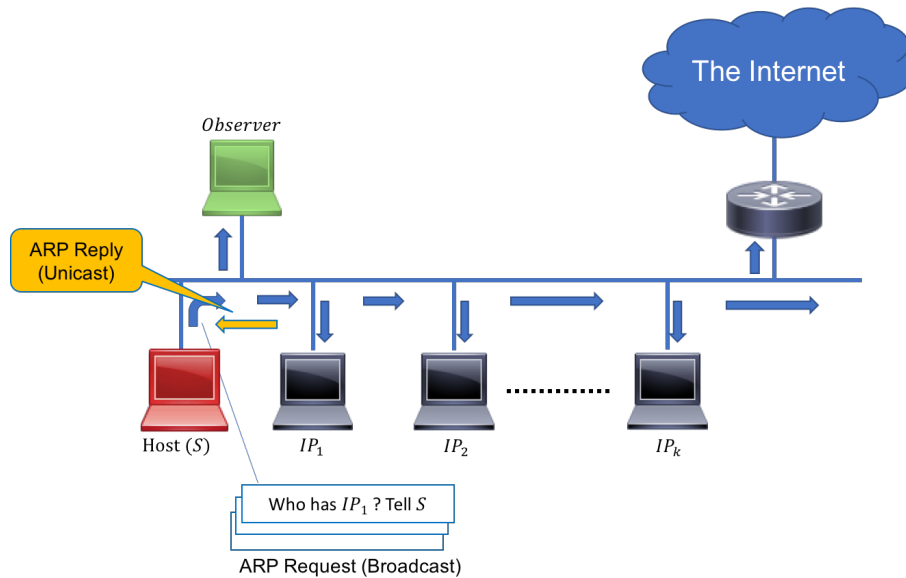 The Internet
Observer
ARP Reply
(Unicast)
Host (S)
IP₁
IP₂
IPₖ
Who has IP₁ ? Tell S
ARP Request (Broadcast)